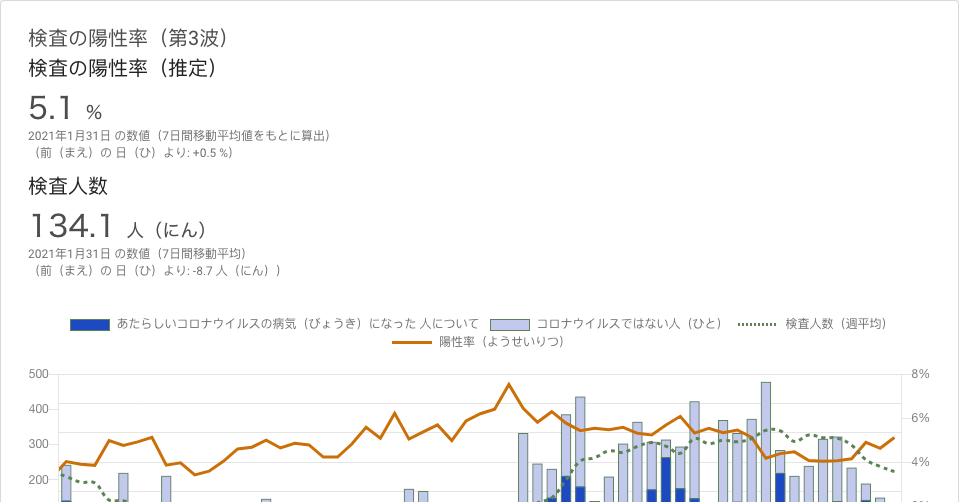 検査の陽性率（第3波）
検査の陽性率（推定）
5.1 %
2021年1月31日 の数値（7日間移動平均値をもとに算出）
（前（まえ）の 日（ひ）より: +0.5 %）
検査人数
134.1 人（にん）
2021年1月31日 の数値（7日間移動平均）
（前（まえ）の 日（ひ）より: -8.7 人（にん））
あたらしいコロナウイルスの病気（びょうき）になった 人について コロナウイルスではない人（ひと） 検査人数（週平均）
陽性率（ようせいりつ）
500 8%
400 6%
300 4%
200